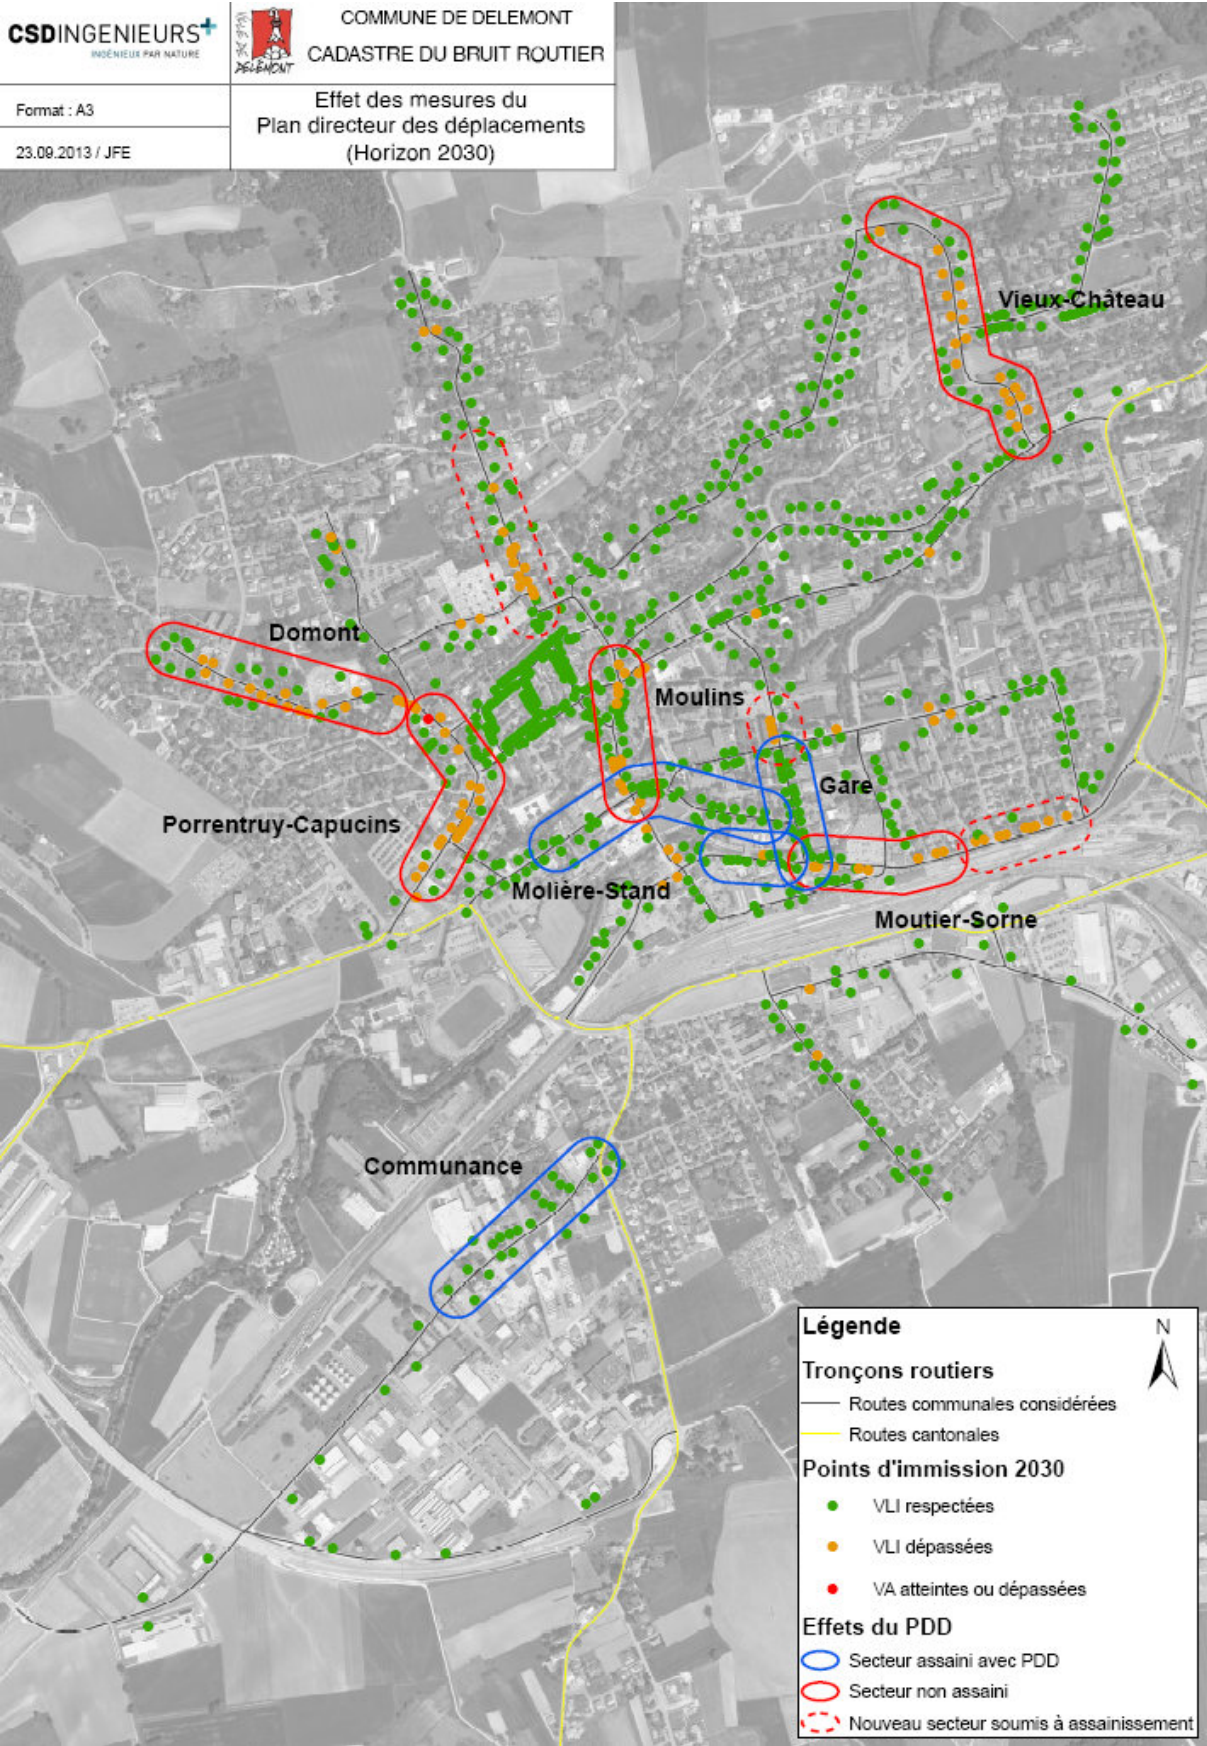 CSDINGENIEURS+
INGÉNIEUX PAR NATURE
DELÉMONT
COMMUNE DE DELEMONT
CADASTRE DU BRUIT ROUTIER
Format : A3
23.09.2013 / JFE
Effet des mesures du
Plan directeur des déplacements
(Horizon 2030)
Vieux-Château
Domont
Moulins
Gare
Porrentruy-Capucins
Molière-Stand
Moutier-Sorne
Communance
Légende
N
Tronçons routiers
Routes communales considérées
Routes cantonales
Points d'immission 2030
VLI respectées
VLI dépassées
VA atteintes ou dépassées
Effets du PDD
Secteur assaini avec PDD
Secteur non assaini
Nouveau secteur soumis à assainissement